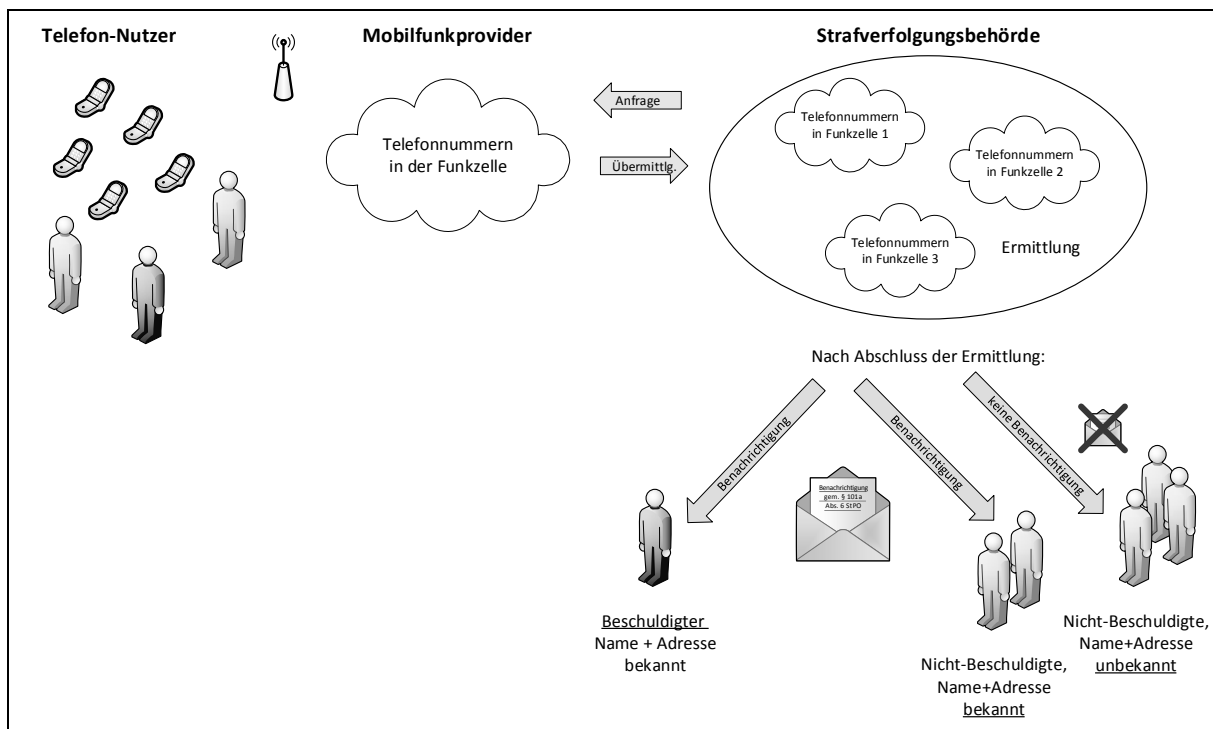 Telefon-Nutzer
Mobilfunkprovider
Strafverfolgungsbehörde
Telefonnummern
in der Funkzelle
Anfrage
Übermittlg.
Telefonnummern
in Funkzelle 1
Telefonnummern
in Funkzelle 2
Telefonnummern
in Funkzelle 3
Ermittlung
Nach Abschluss der Ermittlung:
Benachrichtigung
Benachrichtigung
keine Benachrichtigung
Benachrichtigung
gem. § 101a
Abs. 6 StPO
Beschuldigter
Name + Adresse
bekannt
Nicht-Beschuldigte,
Name+Adresse
bekannt
Nicht-Beschuldigte,
Name+Adresse
unbekannt